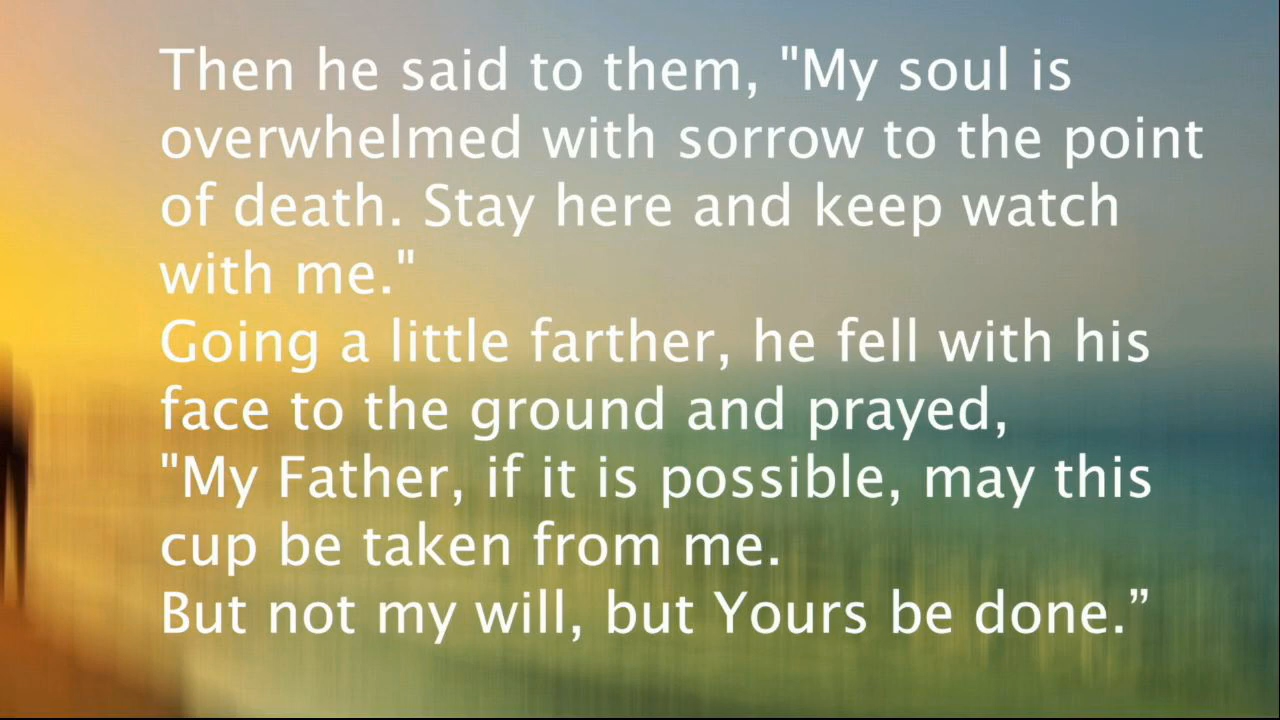 Then he said to them, "My soul is
overwhelmed with sorrow to the point
of death. Stay here and keep watch
with me."
Going a little farther, he fell with his
face to the ground and prayed,
"My Father, if it is possible, may this
cup be taken from me.
But not my will, but Yours be done.”